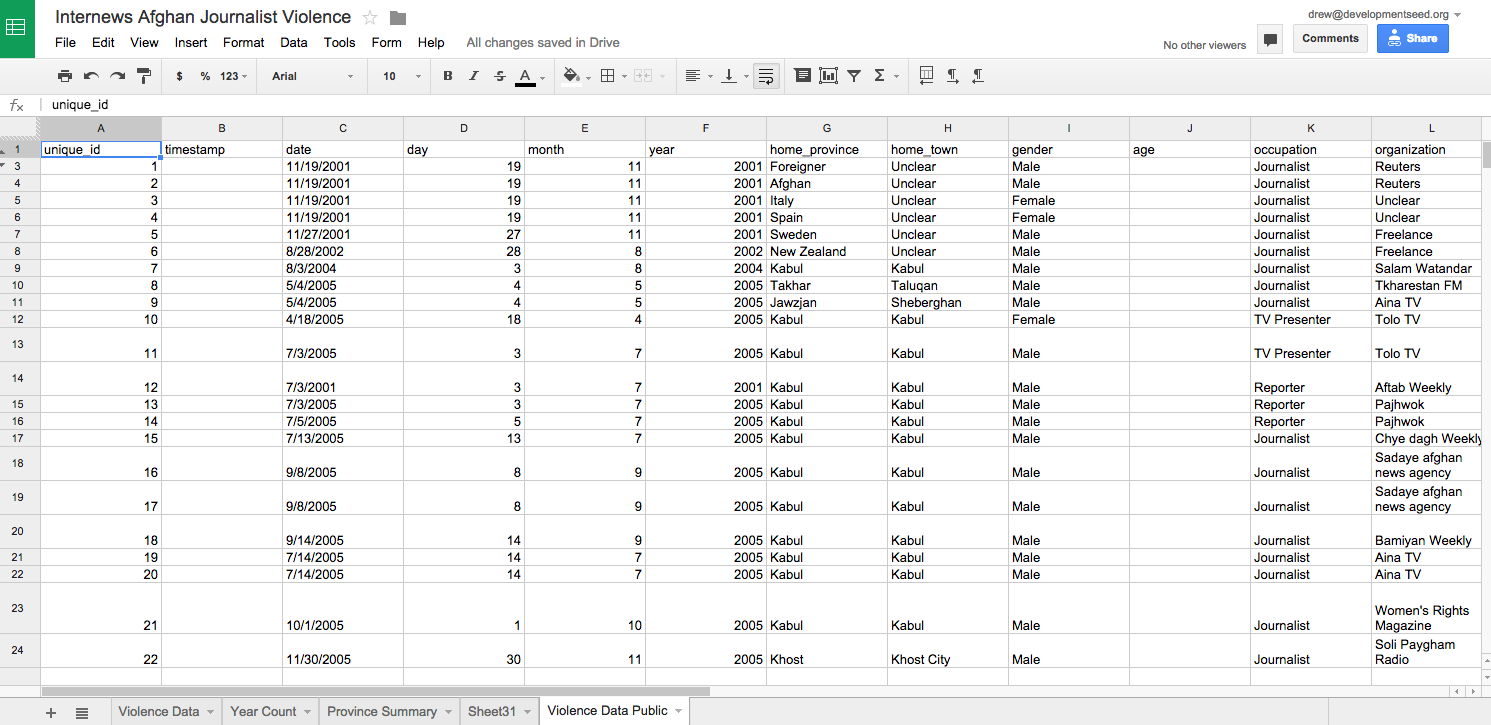 Internews Afghan Journalist Violence
drew@developmentseed.org
File Edit View Insert Format Data Tools Form Help All changes saved in Drive
No other viewers Comments Share
$ % 123 Arial 10 B I S A Σ
fx unique_id
A B C D E F G H I J K L
1 unique_id timestamp date day month year home_province home_town gender age occupation organization
3 1 11/19/2001 19 11 2001 Foreigner Unclear Male Journalist Reuters
4 2 11/19/2001 19 11 2001 Afghan Unclear Male Journalist Reuters
5 3 11/19/2001 19 11 2001 Italy Unclear Female Journalist Unclear
6 4 11/19/2001 19 11 2001 Spain Unclear Female Journalist Unclear
7 5 11/27/2001 27 11 2001 Sweden Unclear Male Journalist Freelance
8 6 8/28/2002 28 8 2002 New Zealand Unclear Male Journalist Freelance
9 7 8/3/2004 3 8 2004 Kabul Kabul Male Journalist Salam Watandar
10 8 5/4/2005 4 5 2005 Takhar Taluqan Male Journalist Tkharestan FM
11 9 5/4/2005 4 5 2005 Jawzjan Sheberghan Male Journalist Aina TV
12 10 4/18/2005 18 4 2005 Kabul Kabul Female TV Presenter Tolo TV
13 11 7/3/2005 3 7 2005 Kabul Kabul Male TV Presenter Tolo TV
14 12 7/3/2001 3 7 2001 Kabul Kabul Male Reporter Aftab Weekly
15 13 7/3/2005 3 7 2005 Kabul Kabul Male Reporter Pajhwok
16 14 7/5/2005 5 7 2005 Kabul Kabul Male Reporter Pajhwok
17 15 7/13/2005 13 7 2005 Kabul Kabul Male Journalist Chye dagh Weekly
18 16 9/8/2005 8 9 2005 Kabul Kabul Male Journalist Sadaye afghan
news agency
19 17 9/8/2005 8 9 2005 Kabul Kabul Male Journalist Sadaye afghan
news agency
20 18 9/14/2005 14 9 2005 Kabul Kabul Male Journalist Bamiyan Weekly
21 19 7/14/2005 14 7 2005 Kabul Kabul Male Journalist Aina TV
22 20 7/14/2005 14 7 2005 Kabul Kabul Male Journalist Aina TV
23 21 10/1/2005 1 10 2005 Kabul Kabul Male Journalist Women's Rights
Magazine
24 22 11/30/2005 30 11 2005 Khost Khost City Male Journalist Soli Paygham
Radio
+ Violence Data Year Count Province Summary Sheet31 Violence Data Public